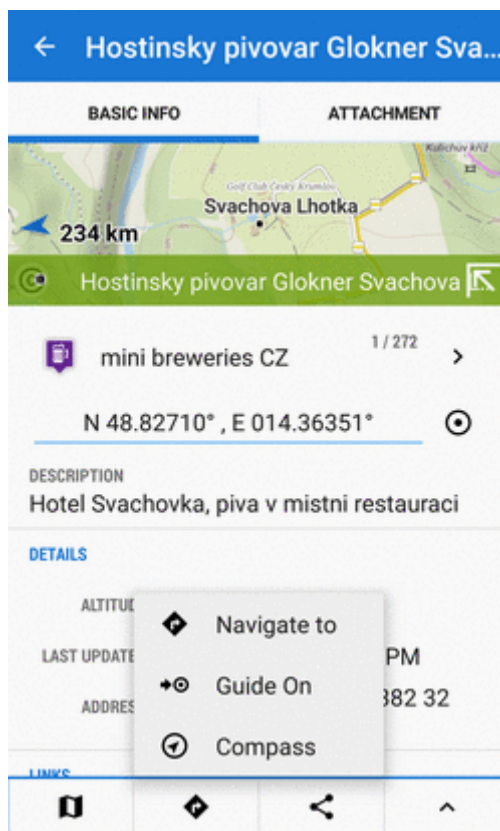 Hostinsky pivovar Glokner Sva...
BASIC INFO
ATTACHMENT
Kalichův kříž
Golf Club Český Krumlov
Svachova Lhotka
234 km
Hostinsky pivovar Glokner Svachova
mini breweries CZ
1 / 272
N 48.82710° , E 014.36351°
DESCRIPTION
Hotel Svachovka, piva v mistni restauraci
DETAILS
ALTITUD
LAST UPDATE
PM
ADDRES
382 32
Navigate to
Guide On
Compass
LINKS